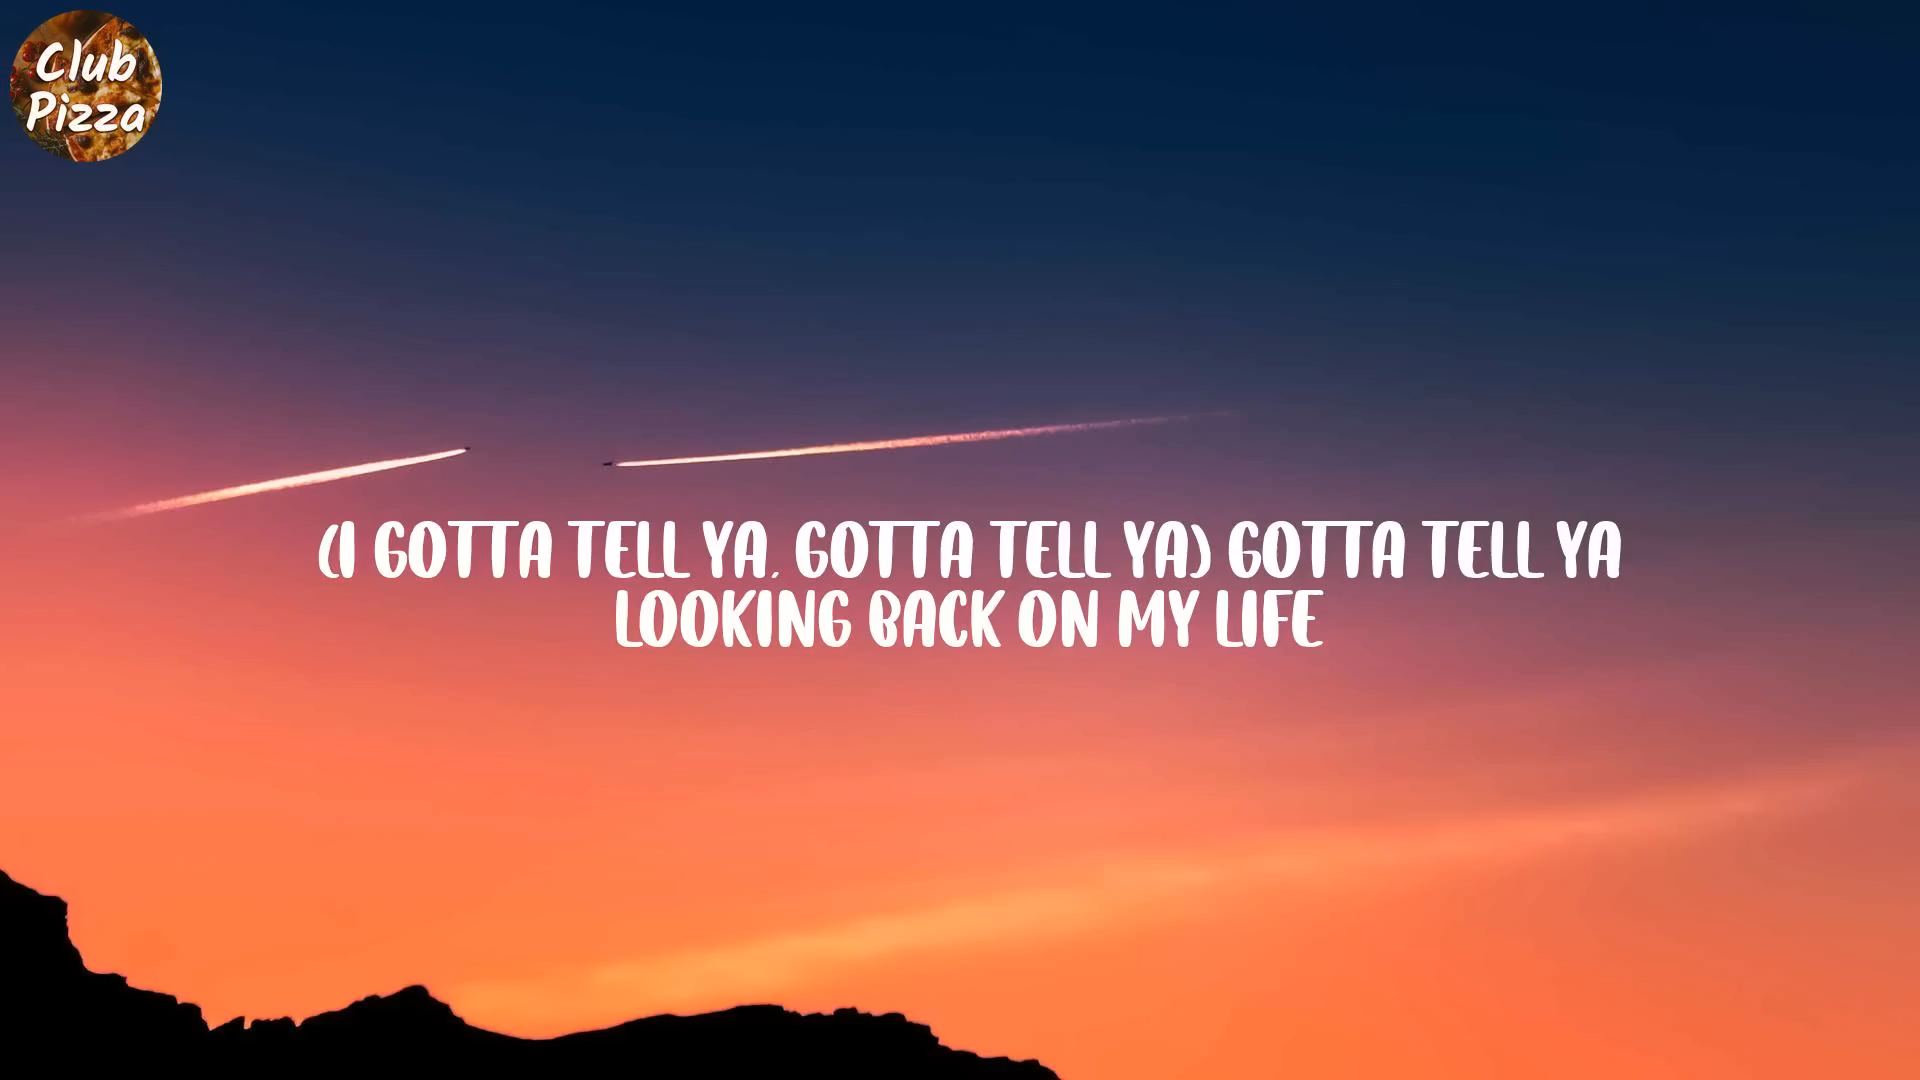 Club
Pizza
(I GOTTA TELL YA, GOTTA TELL YA) GOTTA TELL YA
LOOKING BACK ON MY LIFE